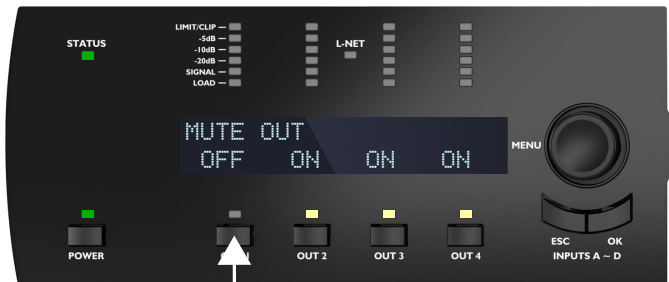 LIMIT/CLIP
-5dB
-10dB
-20dB
SIGNAL
LOAD
STATUS
L-NET
MUTE OUT
OFF ON ON ON
MENU
POWER
OUT 2
OUT 3
OUT 4
ESC OK
INPUTS A ~ D